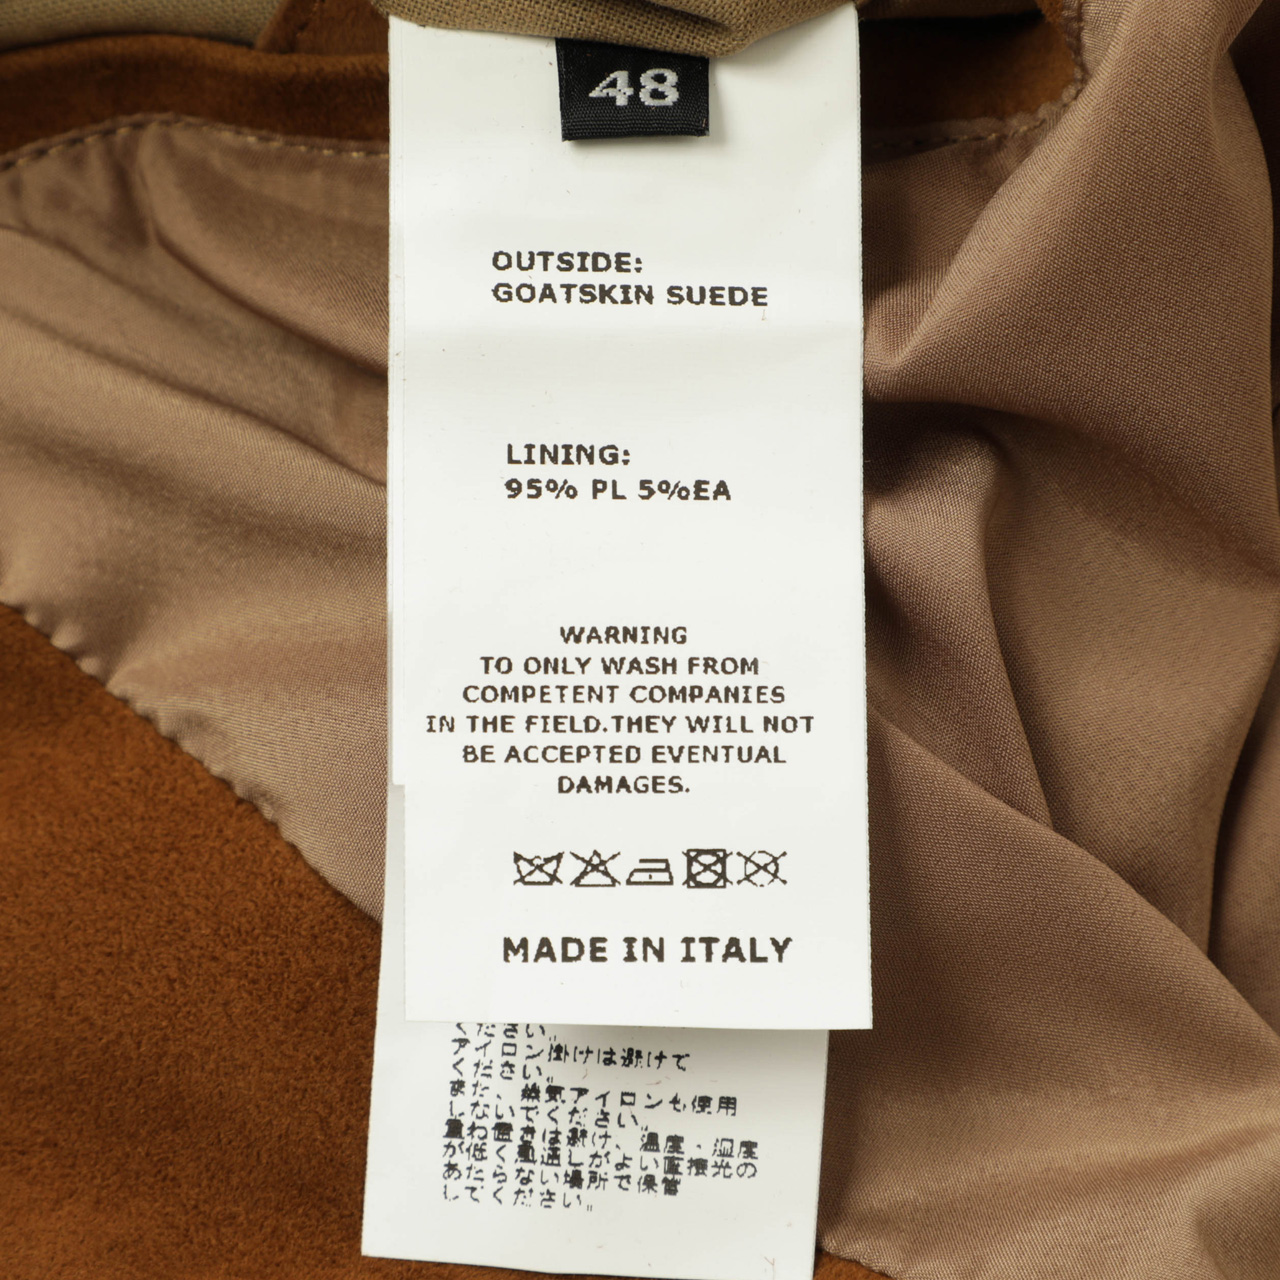 48
OUTSIDE:
GOATSKIN SUEDE
LINING:
95% PL 5%EA
WARNING
TO ONLY WASH FROM
COMPETENT COMPANIES
IN THE FIELD.THEY WILL NOT
BE ACCEPTED EVENTUAL
DAMAGES.
MADE IN ITALY
ください。
アイロン掛けは避けて
ください。
また、蒸気アイロンも使用
しないでください。
重ね置きは避け、温度・湿度
が低く風通しがよい直接光の
あたらない場所で保管
してください。